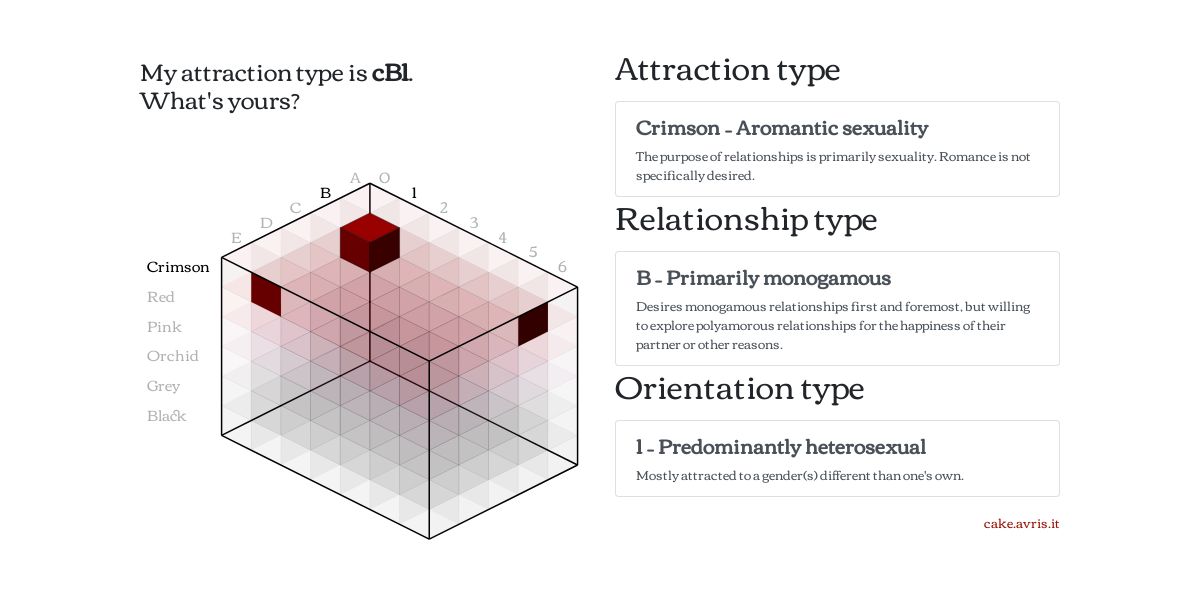 My attraction type is cB1.
What's yours?
A O
B 1
C 2
D 3
E 4
5
6
Crimson
Red
Pink
Orchid
Grey
Black
Attraction type
Crimson – Aromantic sexuality
The purpose of relationships is primarily sexuality. Romance is not
specifically desired.
Relationship type
B – Primarily monogamous
Desires monogamous relationships first and foremost, but willing
to explore polyamorous relationships for the happiness of their
partner or other reasons.
Orientation type
1 – Predominantly heterosexual
Mostly attracted to a gender(s) different than one's own.
cake.avris.it